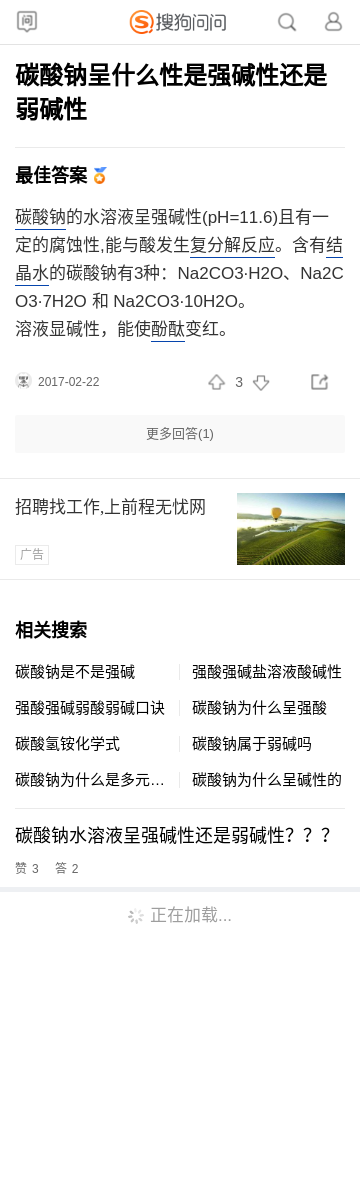 问
搜狗问问
碳酸钠呈什么性是强碱性还是
弱碱性
最佳答案
碳酸钠的水溶液呈强碱性(pH=11.6)且有一
定的腐蚀性,能与酸发生复分解反应。含有结
晶水的碳酸钠有3种：Na2CO3·H2O、Na2C
O3·7H2O 和 Na2CO3·10H2O。
溶液显碱性，能使酚酞变红。
2017-02-22
3
更多回答(1)
招聘找工作,上前程无忧网
广告
相关搜索
碳酸钠是不是强碱
强酸强碱盐溶液酸碱性
强酸强碱弱酸弱碱口诀
碳酸钠为什么呈强酸
碳酸氢铵化学式
碳酸钠属于弱碱吗
碳酸钠为什么是多元…
碳酸钠为什么呈碱性的
碳酸钠水溶液呈强碱性还是弱碱性？？？
赞 3 答 2
正在加载...